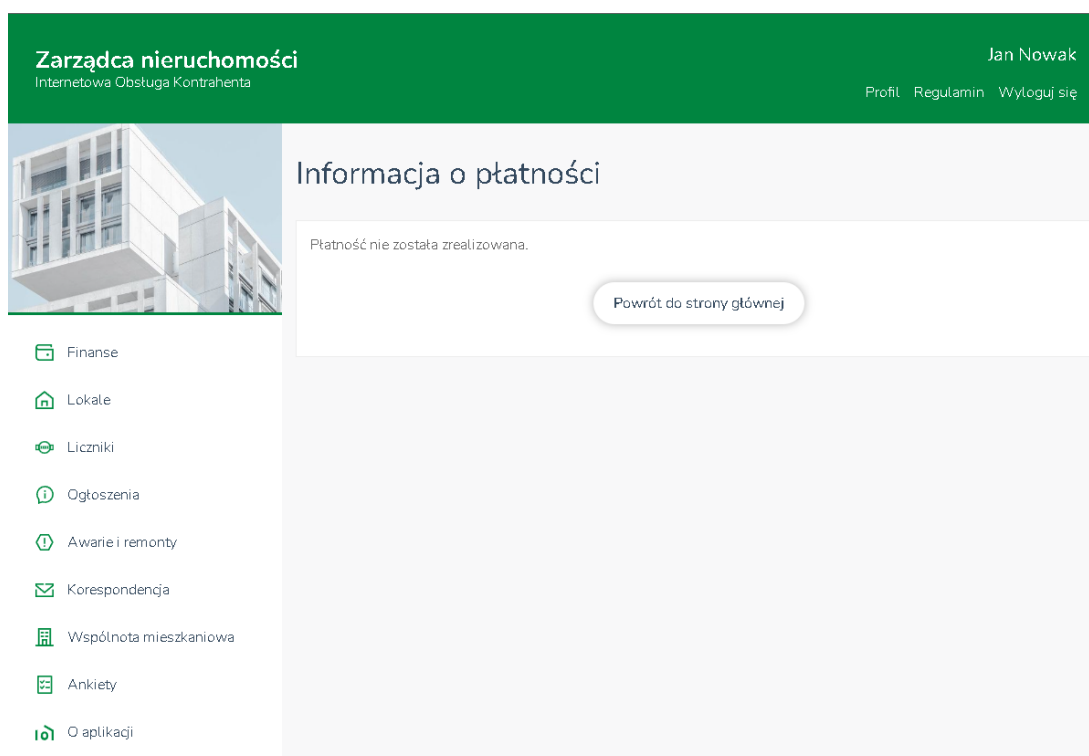 Zarządca nieruchomości
Internetowa Obsługa Kontrahenta
Jan Nowak
Profil Regulamin Wyloguj się
Informacja o płatności
Płatność nie została zrealizowana.
Powrót do strony głównej
Finanse
Lokale
Liczniki
Ogłoszenia
Awarie i remonty
Korespondencja
Wspólnota mieszkaniowa
Ankiety
O aplikacji